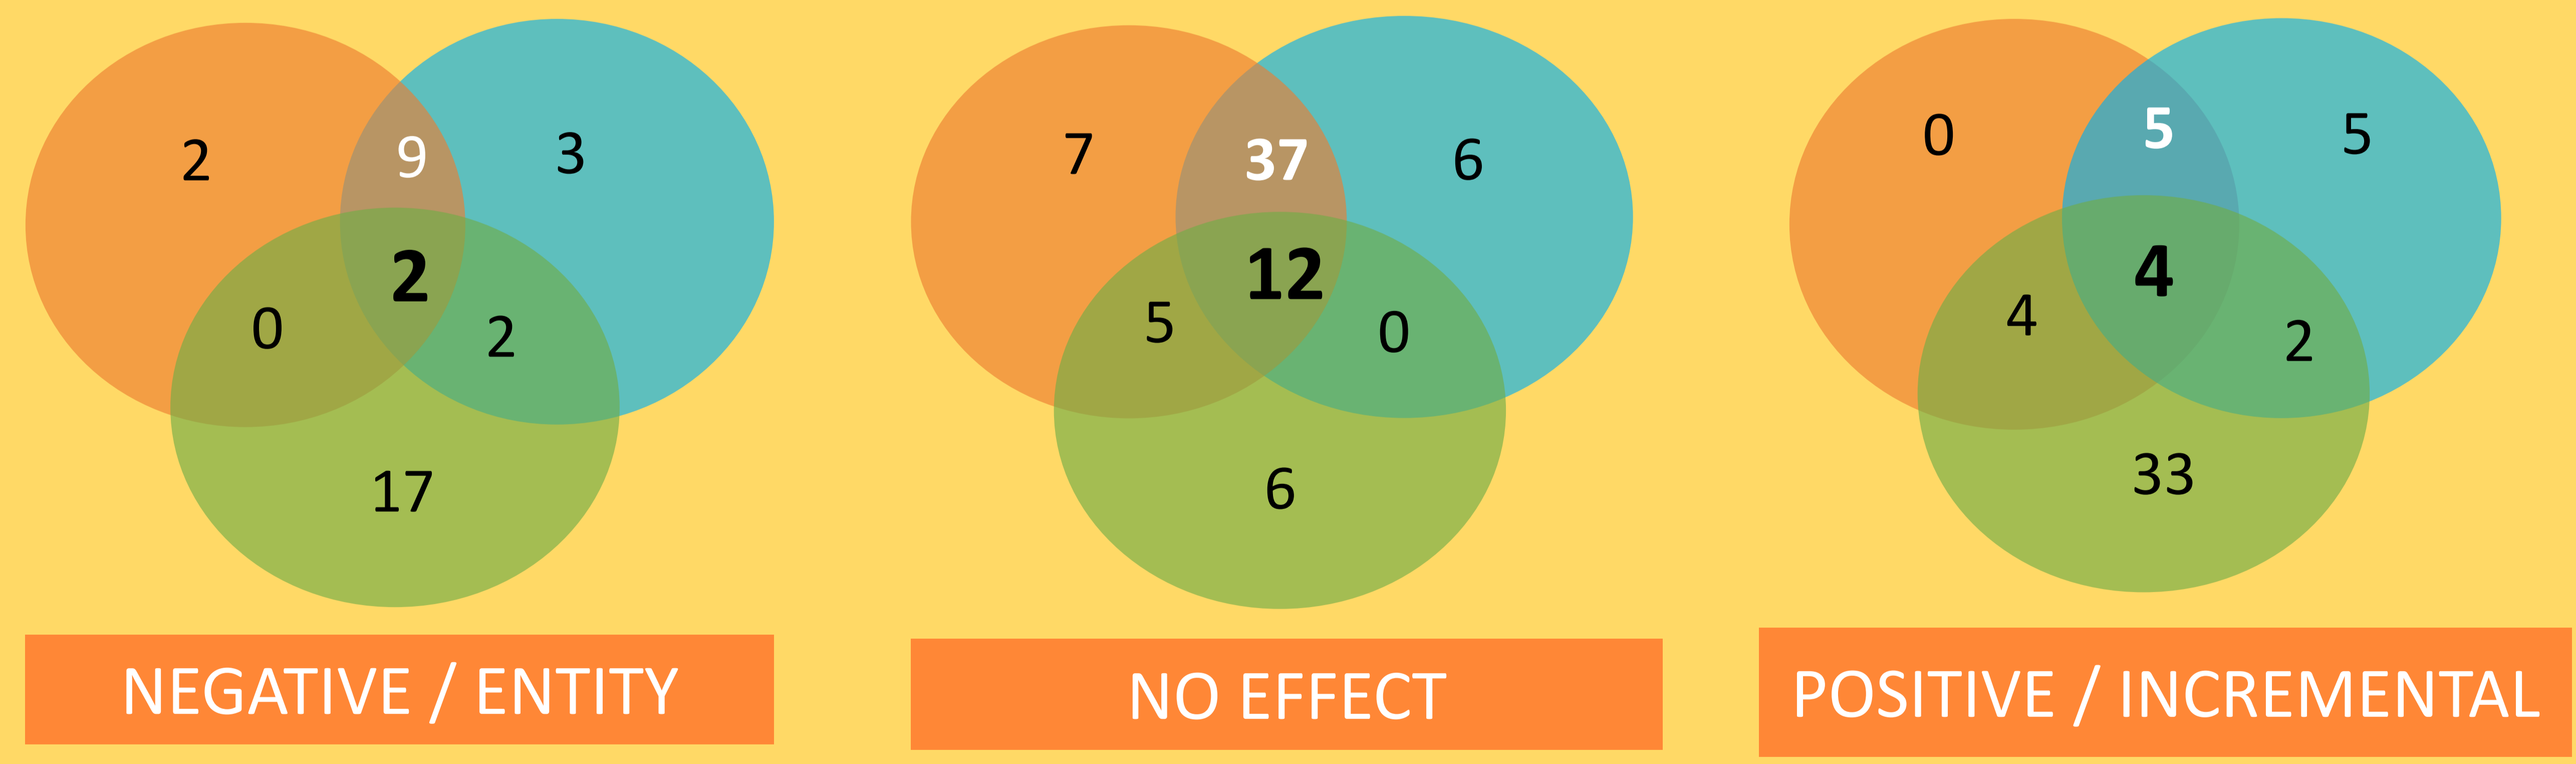 2 9 3
2
0 2
17
NEGATIVE / ENTITY
7 37 6
12
5 0
6
NO EFFECT
0 5 5
4
4 2
33
POSITIVE / INCREMENTAL